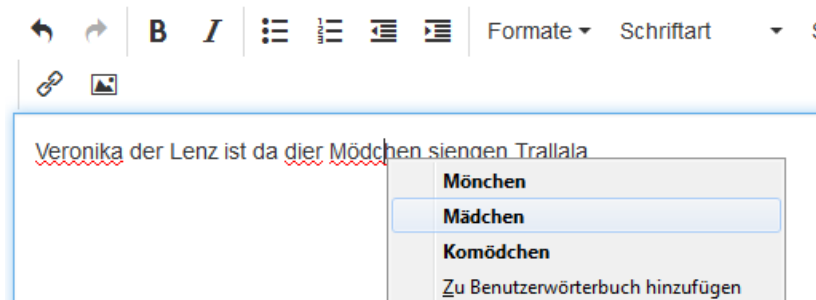 B I Formate Schriftart
Veronika der Lenz ist da dier Mödchen siengen Trallala
Mönchen
Mädchen
Komödchen
Zu Benutzerwörterbuch hinzufügen